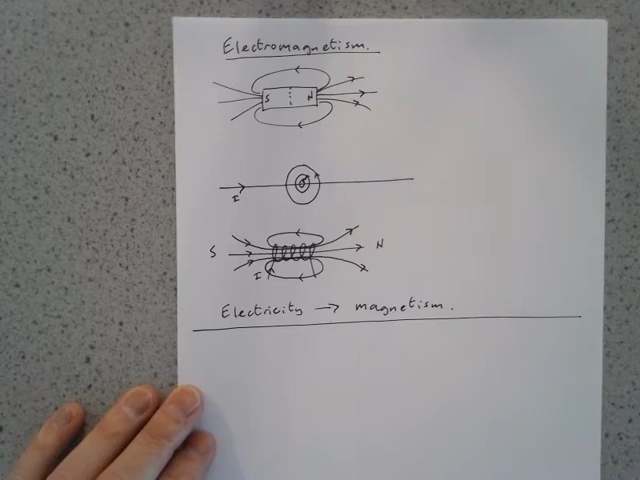 Electromagnetism.
S N
I
S N
I
Electricity → magnetism.